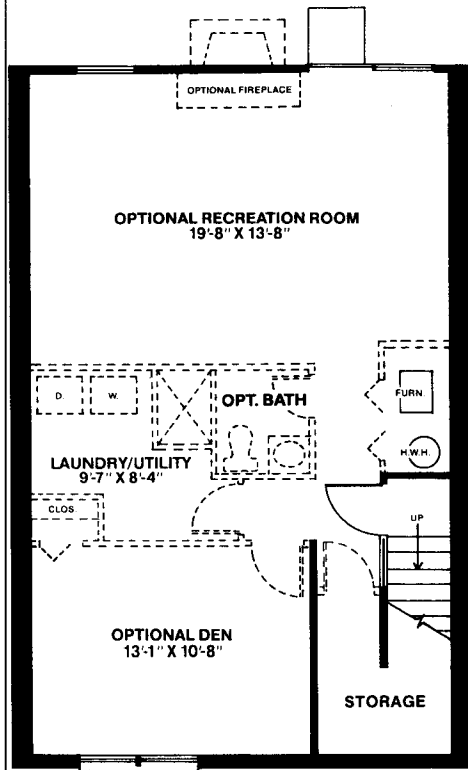 OPTIONAL FIREPLACE
OPTIONAL RECREATION ROOM
19'-8" X 13'-8"
D.
W.
OPT. BATH
FURN.
H.W.H.
LAUNDRY/UTILITY
9'-7" X 8'-4"
CLOS.
UP
OPTIONAL DEN
13'-1" X 10'-8"
STORAGE